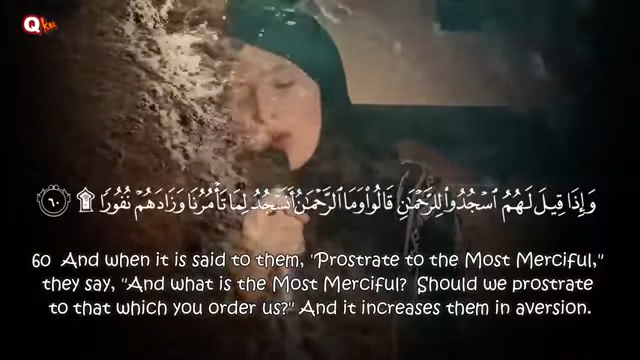 Qku
وَإِذَا قِيلَ لَهُمُ ٱسۡجُدُواْ لِلرَّحۡمَٰنِ قَالُواْ وَمَا ٱلرَّحۡمَٰنُ أَنَسۡجُدُ لِمَا تَأۡمُرُنَا وَزَادَهُمۡ نُفُورٗا ۩ ٦٠
60 And when it is said to them, "Prostrate to the Most Merciful,"
they say, "And what is the Most Merciful? Should we prostrate
to that which you order us?" And it increases them in aversion.